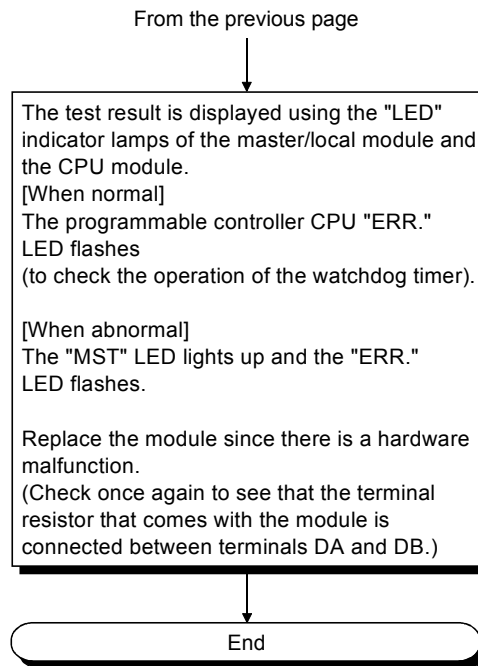 From the previous page
The test result is displayed using the "LED"
indicator lamps of the master/local module and
the CPU module.
[When normal]
The programmable controller CPU "ERR."
LED flashes
(to check the operation of the watchdog timer).
[When abnormal]
The "MST" LED lights up and the "ERR."
LED flashes.
Replace the module since there is a hardware
malfunction.
(Check once again to see that the terminal
resistor that comes with the module is
connected between terminals DA and DB.)
End